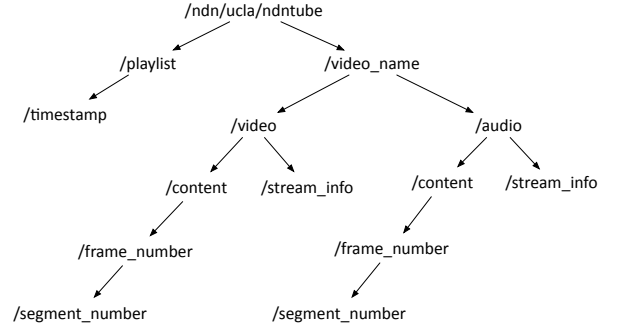 /ndn/ucla/ndntube
/playlist
/video_name
/timestamp
/video
/audio
/content
/stream_info
/content
/stream_info
/frame_number
/frame_number
/segment_number
/segment_number